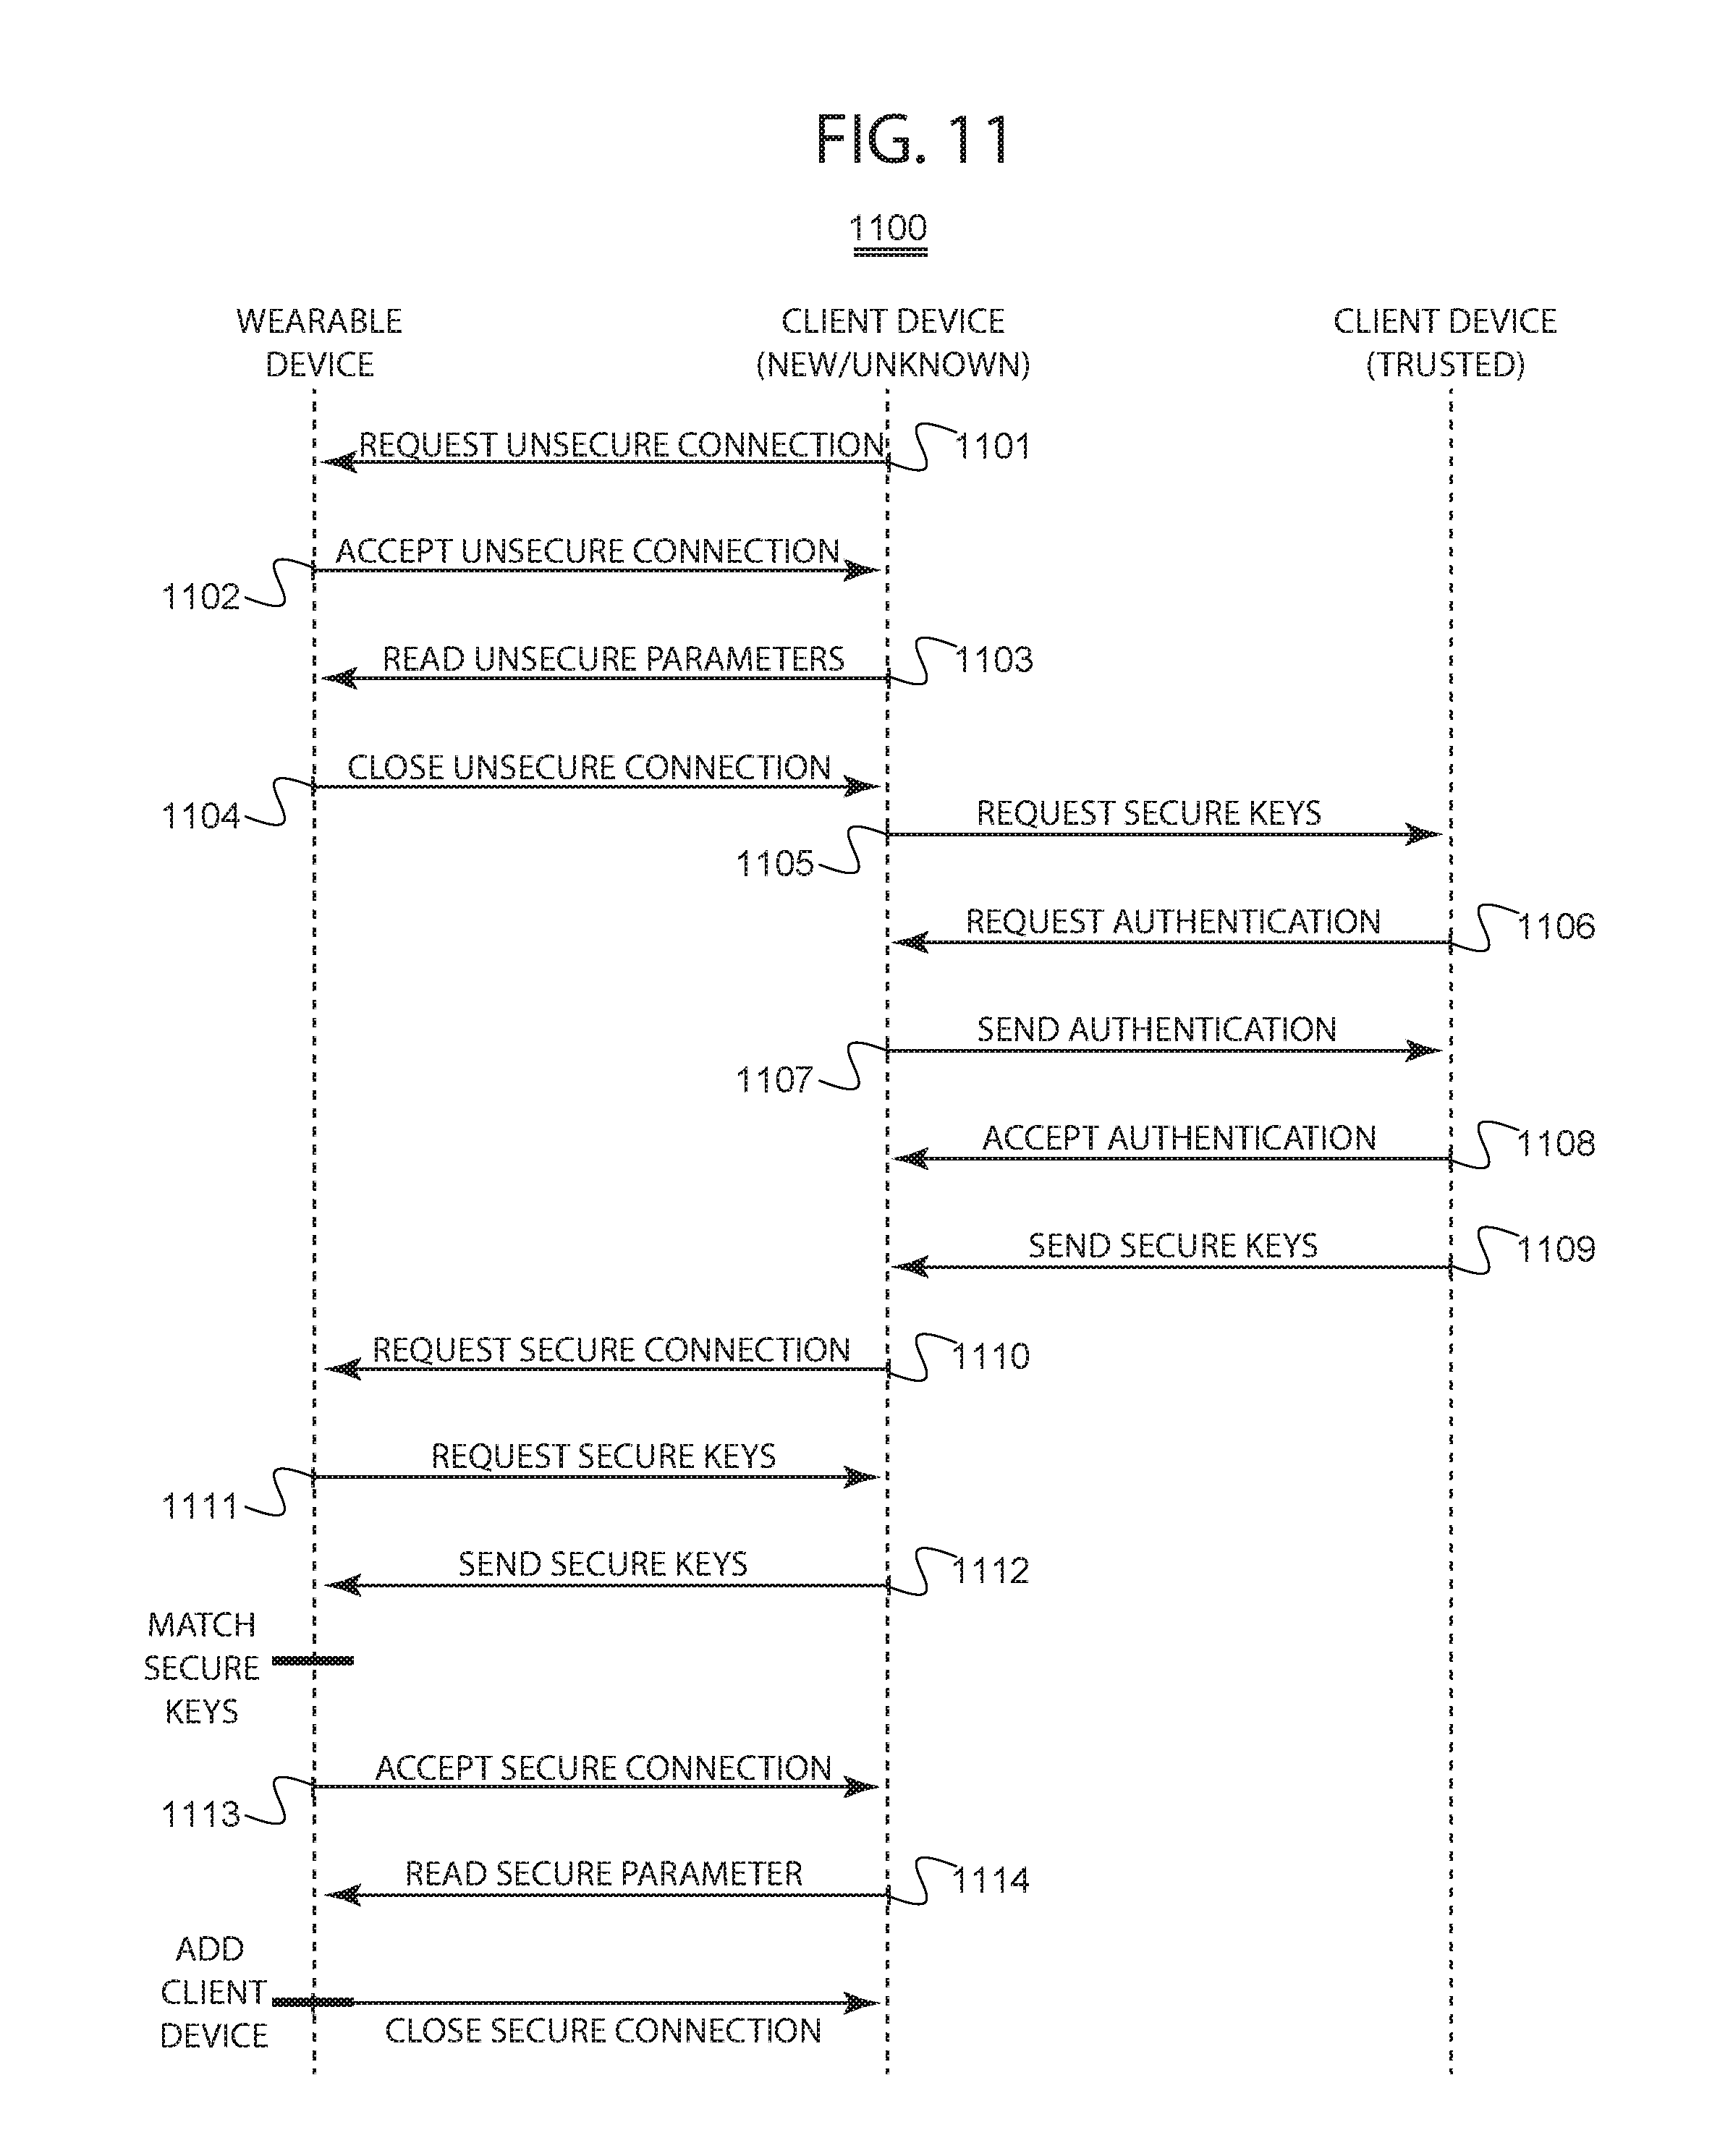 FIG. 11
1100
WEARABLE
DEVICE
CLIENT DEVICE
(NEW/UNKNOWN)
CLIENT DEVICE
(TRUSTED)
REQUEST UNSECURE CONNECTION
1101
ACCEPT UNSECURE CONNECTION
1102
READ UNSECURE PARAMETERS
1103
CLOSE UNSECURE CONNECTION
1104
REQUEST SECURE KEYS
1105
REQUEST AUTHENTICATION
1106
SEND AUTHENTICATION
1107
ACCEPT AUTHENTICATION
1108
SEND SECURE KEYS
1109
REQUEST SECURE CONNECTION
1110
REQUEST SECURE KEYS
1111
SEND SECURE KEYS
1112
MATCH
SECURE
KEYS
ACCEPT SECURE CONNECTION
1113
READ SECURE PARAMETER
1114
ADD
CLIENT
DEVICE
CLOSE SECURE CONNECTION